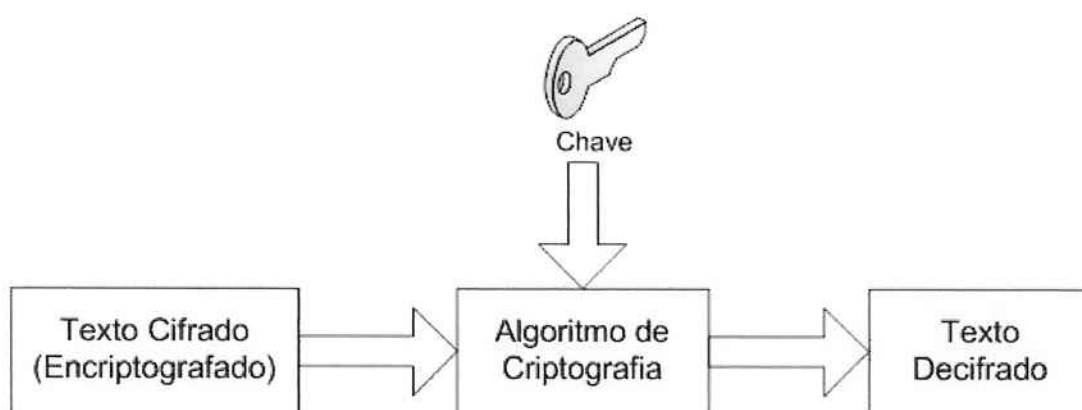 Chave
Texto Cifrado
(Encriptografado)
Algoritmo de
Criptografia
Texto
Decifrado